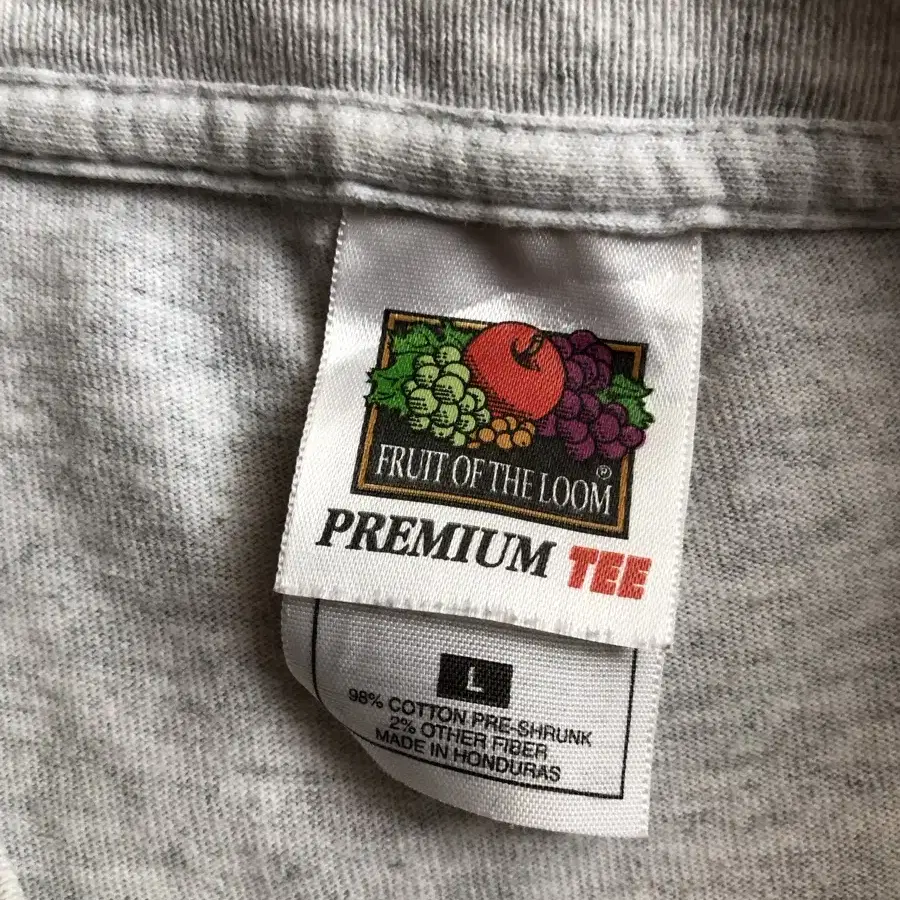 FRUIT OF THE LOOM®
PREMIUM TEE
L
98% COTTON PRE-SHRUNK
2% OTHER FIBER
MADE IN HONDURAS